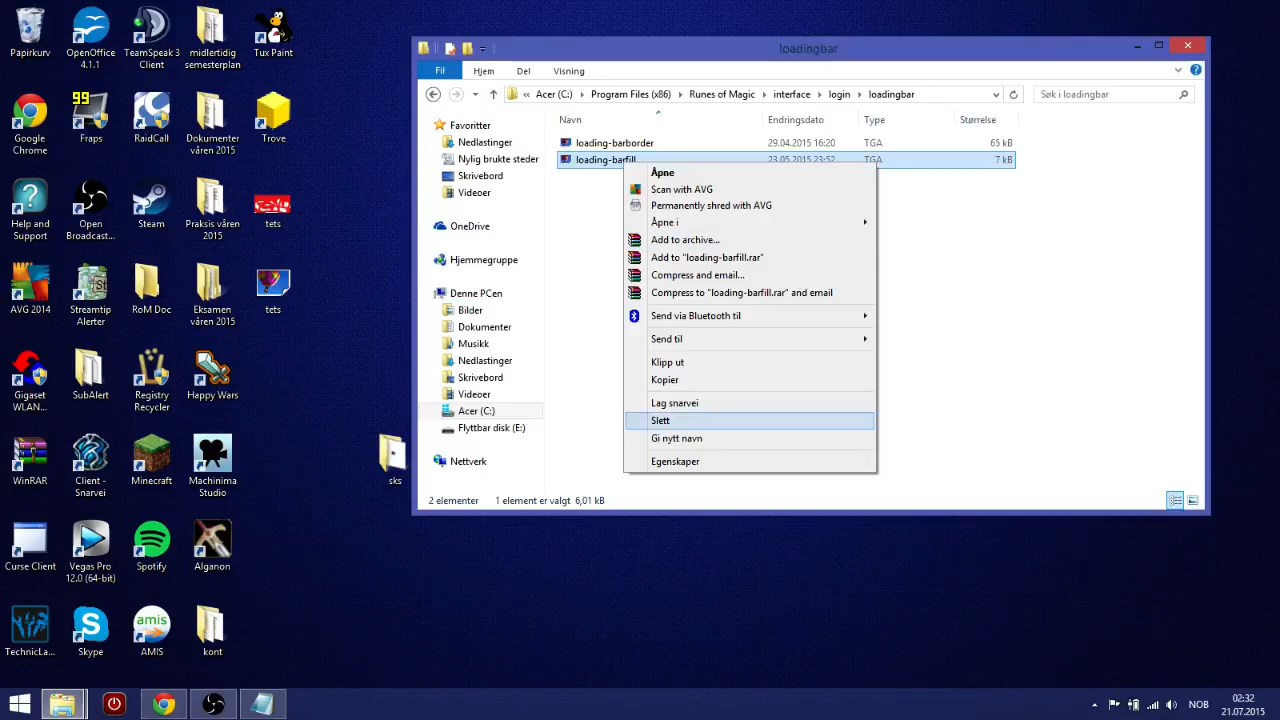 Papirkurv
OpenOffice
4.1.1
TeamSpeak 3
Client
midlertidig
semesterplan
Tux Paint
Google
Chrome
99
Fraps
RaidCall
Dokumenter
våren 2015
Trove
Help and
Support
Open
Broadcast...
Steam
Praksis våren
2015
tets
AVG 2014
Streamtip
Alerter
RoM Doc
Eksamen
våren 2015
tets
Gigaset
WLAN...
SubAlert
Registry
Recycler
Happy Wars
WinRAR
Client -
Snarvei
Minecraft
Machinima
Studio
sks
Curse Client
Vegas Pro
12.0 (64-bit)
Spotify
Alganon
TechnicLa...
Skype
amis
AMIS
kont
loadingbar
Fil
Hjem
Del
Visning
« Acer (C:) Program Files (x86) Runes of Magic interface login loadingbar
Søk i loadingbar
Navn
Endringsdato
Type
Størrelse
loading-barborder 29.04.2015 16:20 TGA 65 kB
loading-barfill 23.05.2015 23:52 TGA 7 kB
Favoritter
Nedlastinger
Nylig brukte steder
Skrivebord
Videoer
OneDrive
Hjemmegruppe
Denne PCen
Bilder
Dokumenter
Musikk
Nedlastinger
Skrivebord
Videoer
Acer (C:)
Flyttbar disk (E:)
Nettverk
Åpne
Scan with AVG
Permanently shred with AVG
Åpne i
Add to archive...
Add to "loading-barfill.rar"
Compress and email...
Compress to "loading-barfill.rar" and email
Send via Bluetooth til
Send til
Klipp ut
Kopier
Lag snarvei
Slett
Gi nytt navn
Egenskaper
2 elementer 1 element er valgt 6,01 kB
NOB
02:32
21.07.2015